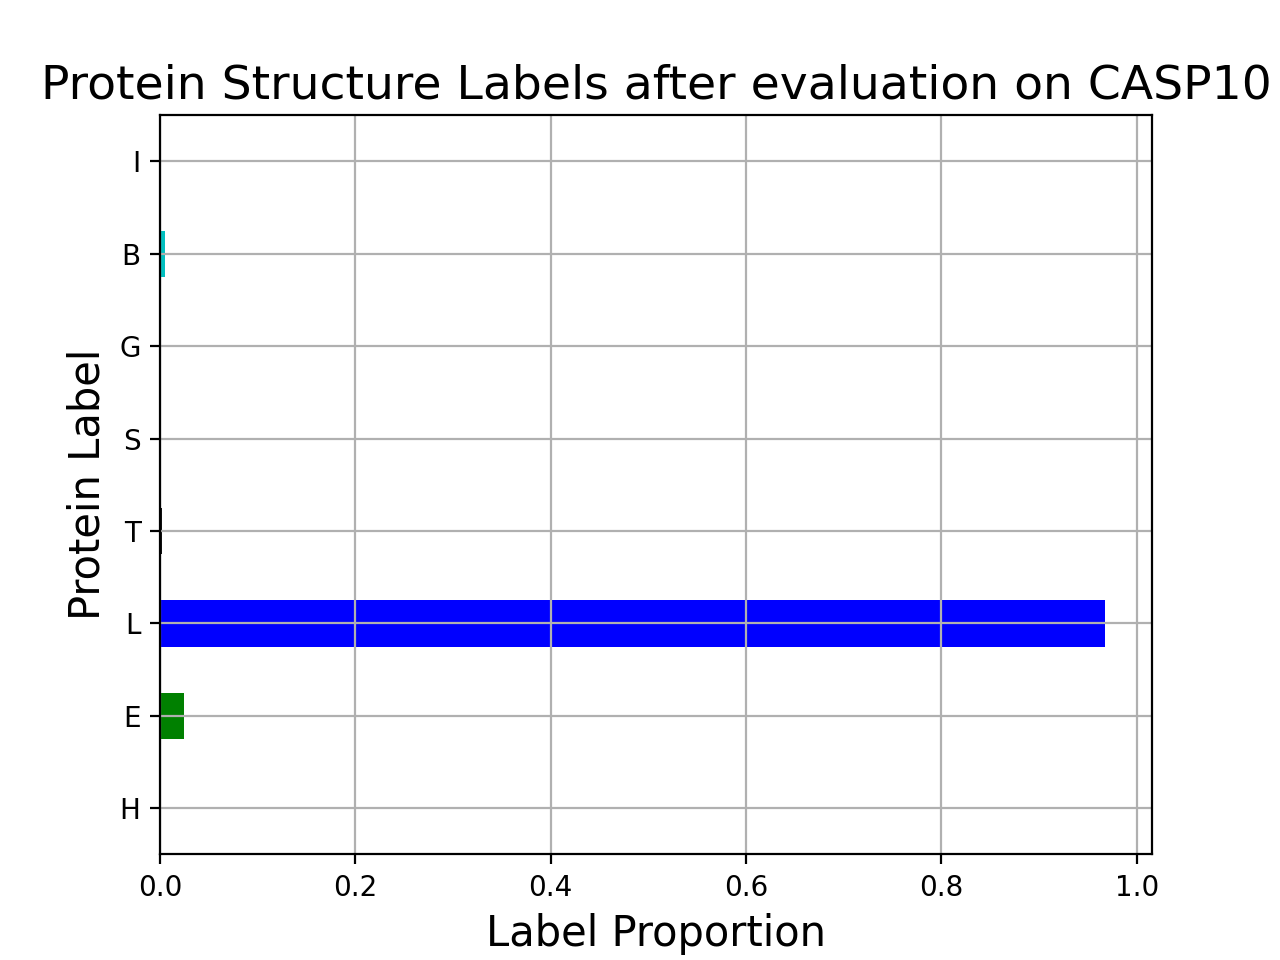 Protein Structure Labels after evaluation on CASP10
Protein Label
I
B
G
S
T
L
E
H
0.0 0.2 0.4 0.6 0.8 1.0
Label Proportion